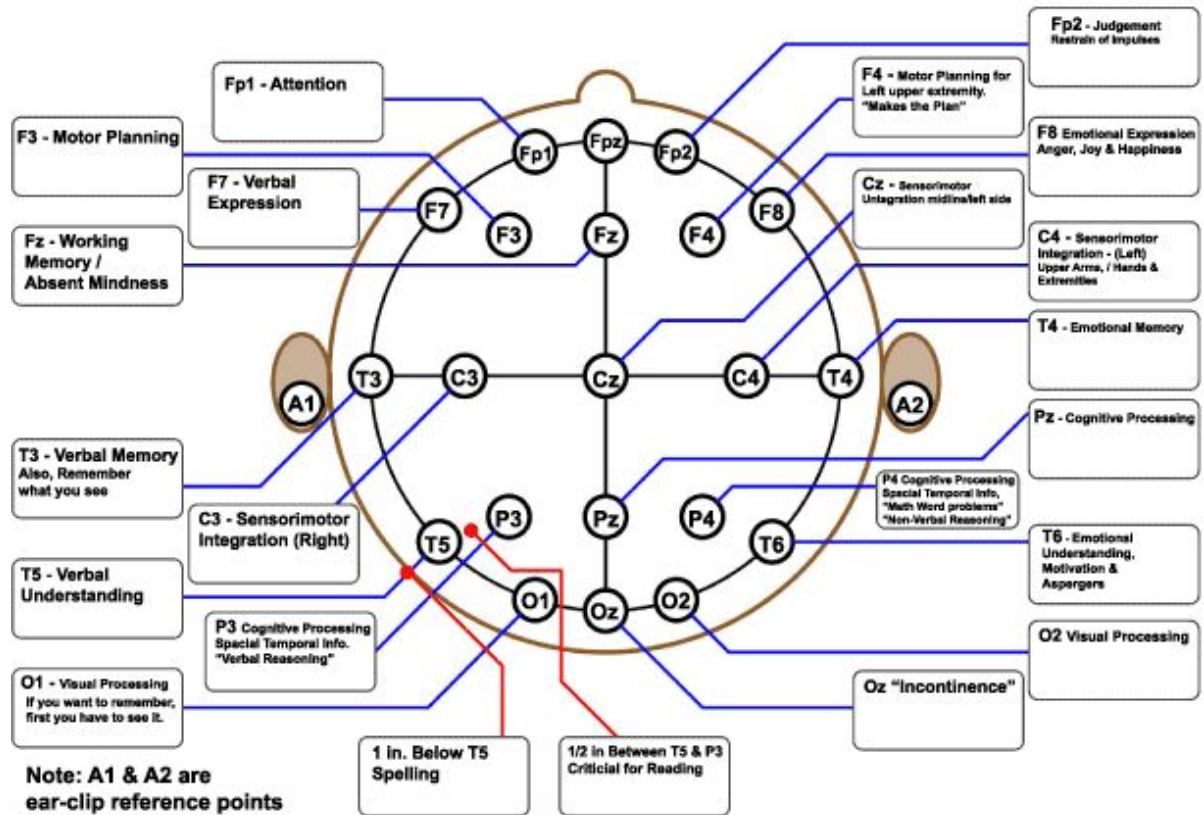 Fp2 - Judgement
Restrain of Impulses
Fp1 - Attention
F4 - Motor Planning for
Left upper extremity.
"Makes the Plan"
F3 - Motor Planning
F8 Emotional Expression
Anger, Joy & Happiness
F7 - Verbal
Expression
Cz - Sensorimotor
Untagration midline/left side
Fz - Working
Memory /
Absent Mindness
C4 - Sensorimotor
Integration - (Left)
Upper Arms, / Hands &
Extremities
T4 - Emotional Memory
Fp1
Fpz
Fp2
F7
F3
Fz
F4
F8
A1
T3
C3
Cz
C4
T4
A2
T5
P3
Pz
P4
T6
O1
Oz
O2
Pz - Cognitive Processing
T3 - Verbal Memory
Also, Remember
what you see
P4 Cognitive Processing
Special Temporal Info,
"Math Word problems"
"Non-Verbal Reasoning"
C3 - Sensorimotor
Integration (Right)
T6 - Emotional
Understanding,
Motivation &
Aspergers
T5 - Verbal
Understanding
P3 Cognitive Processing
Spacial Temporal Info.
"Verbal Reasoning"
O2 Visual Processing
O1 - Visual Processing
If you want to remember,
first you have to see it.
Oz "Incontinence"
1 in. Below T5
Spelling
1/2 in Between T5 & P3
Criticial for Reading
Note: A1 & A2 are
ear-clip reference points